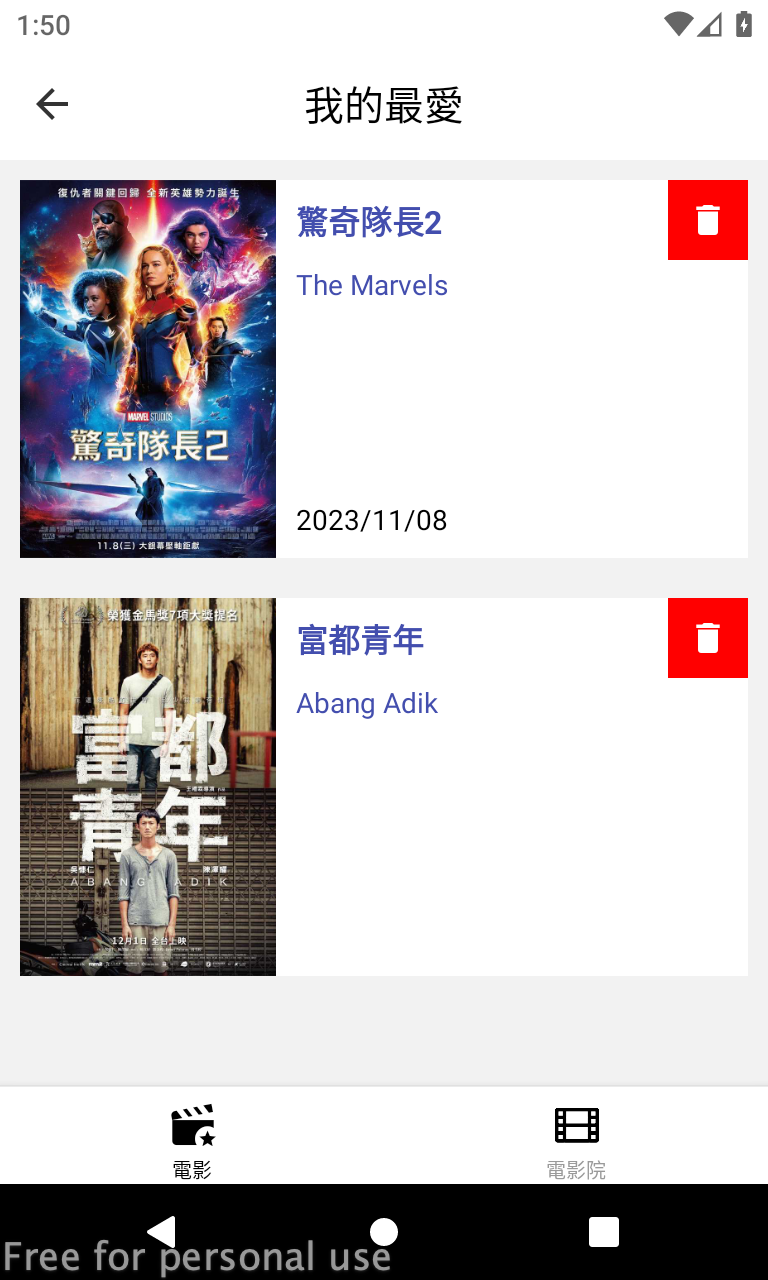 1:50
我的最愛
復仇者關鍵回歸 全新英雄勢力誕生
MARVEL STUDIOS
驚奇隊長2
11.8(三) 大銀幕壓軸鉅獻
驚奇隊長2
The Marvels
2023/11/08
榮獲金馬獎7項大獎提名
富都
青年
吳慷仁 陳澤耀
ABANG ADIK
12月1日 全台上映
富都青年
Abang Adik
電影
電影院
Free for personal use